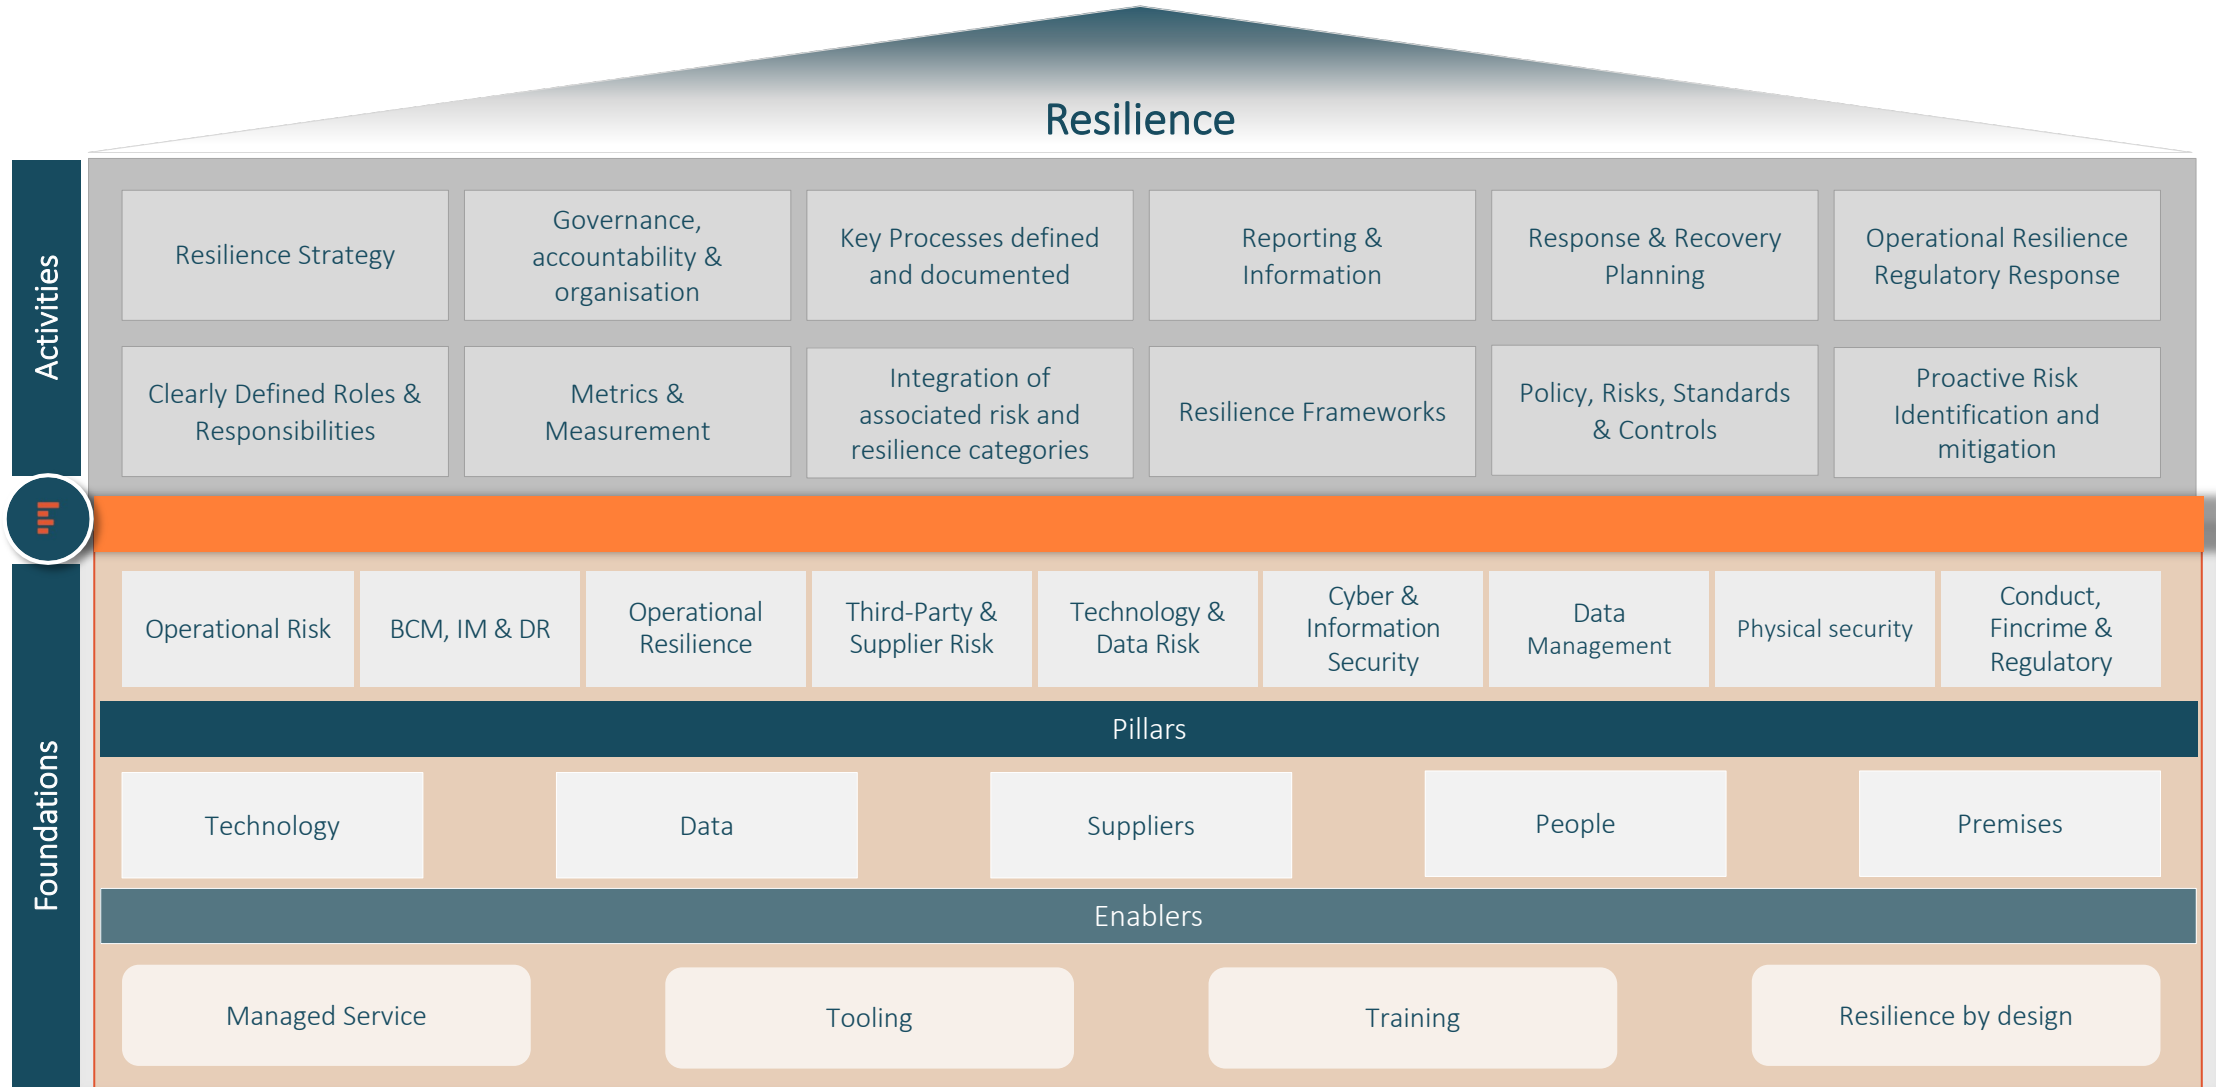 Resilience
Activities
Resilience Strategy
Governance,
accountability &
organisation
Key Processes defined
and documented
Reporting &
Information
Response & Recovery
Planning
Operational Resilience
Regulatory Response
Clearly Defined Roles &
Responsibilities
Metrics &
Measurement
Integration of
associated risk and
resilience categories
Resilience Frameworks
Policy, Risks, Standards
& Controls
Proactive Risk
Identification and
mitigation
Foundations
Operational Risk
BCM, IM & DR
Operational
Resilience
Third-Party &
Supplier Risk
Technology &
Data Risk
Cyber &
Information
Security
Data
Management
Physical security
Conduct,
Fincrime &
Regulatory
Pillars
Technology
Data
Suppliers
People
Premises
Enablers
Managed Service
Tooling
Training
Resilience by design